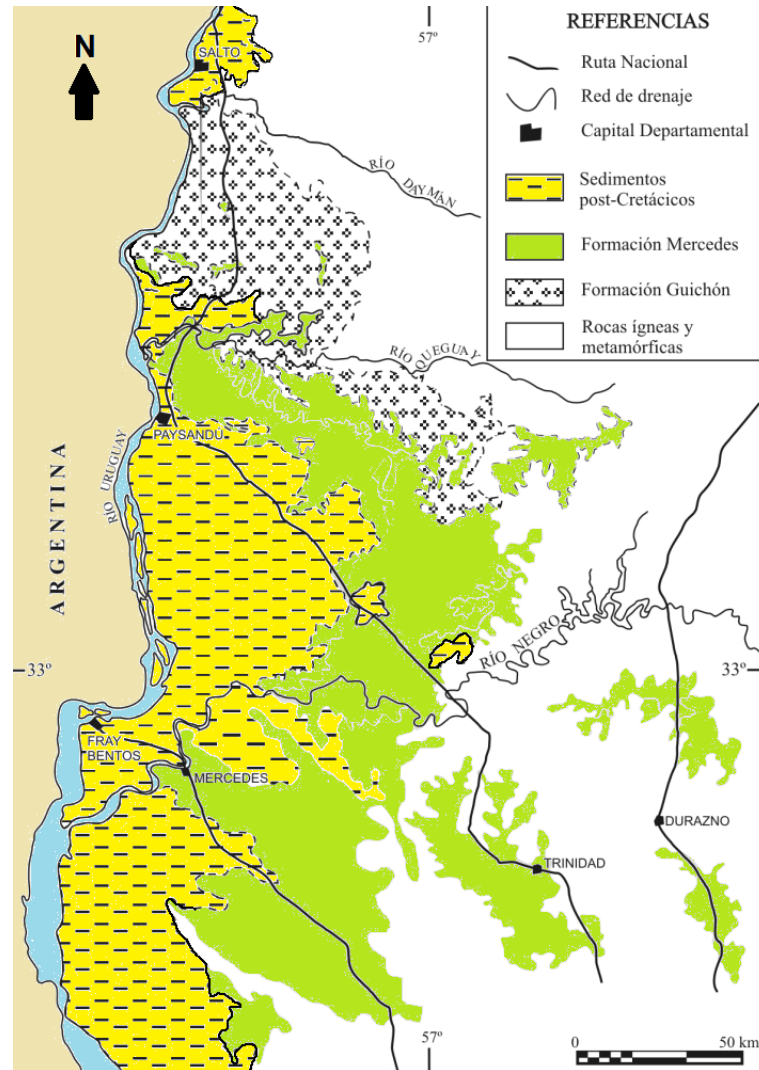 REFERENCIAS
Ruta Nacional
Red de drenaje
Capital Departamental
Sedimentos
post-Cretácicos
Formación Mercedes
Formación Guichón
Rocas ígneas y
metamórficas
N
57º
SALTO
RÍO DAYMÀN
RÍO QUEGUAY
PAYSANDÚ
RÍO URUGUAY
ARGENTINA
RÍO NEGRO
33º
33º
FRAY
BENTOS
MERCEDES
DURAZNO
TRINIDAD
57º
0
50 km